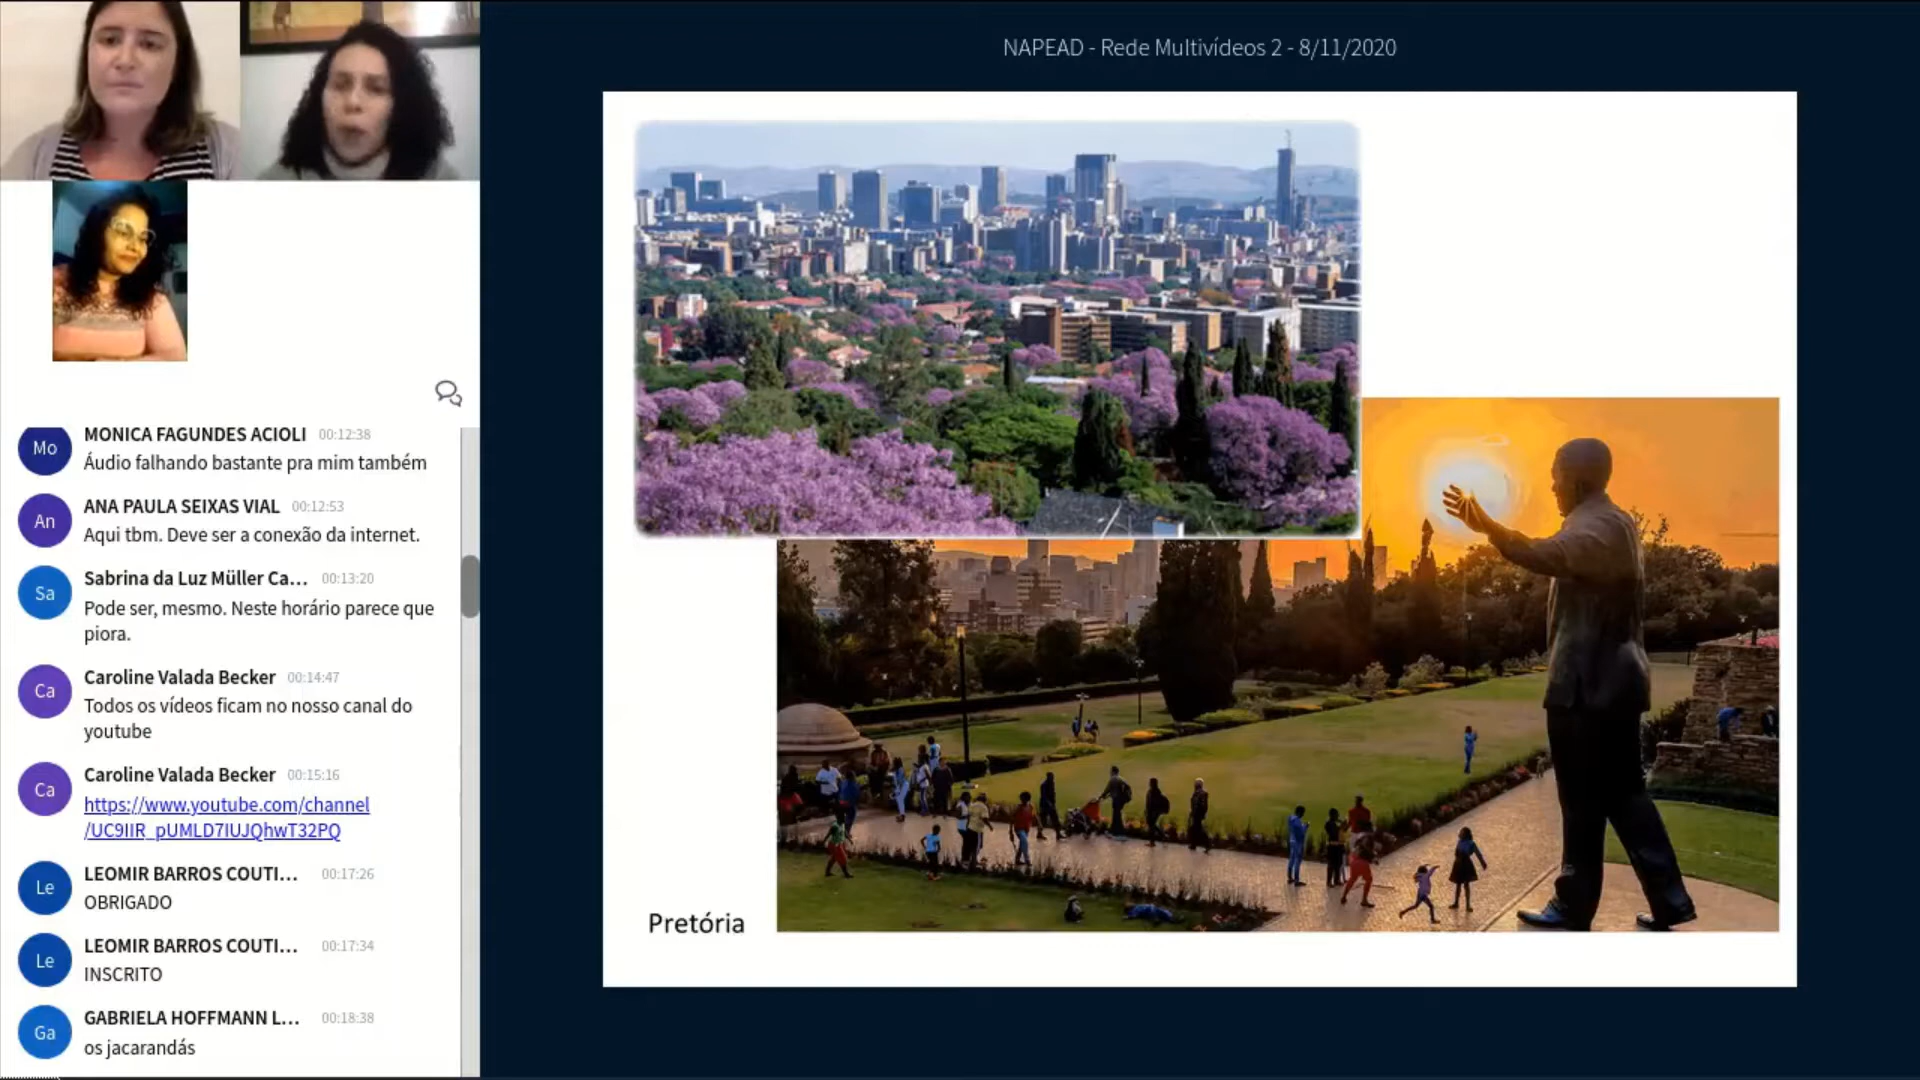 NAPEAD - Rede Multivídeos 2 - 8/11/2020
Mo
MONICA FAGUNDES ACIOLI 00:12:38
Áudio falhando bastante pra mim também
An
ANA PAULA SEIXAS VIAL 00:12:53
Aqui tbm. Deve ser a conexão da internet.
Sa
Sabrina da Luz Müller Ca... 00:13:20
Pode ser, mesmo. Neste horário parece que
piora.
Ca
Caroline Valada Becker 00:14:47
Todos os vídeos ficam no nosso canal do
youtube
Ca
Caroline Valada Becker 00:15:16
https://www.youtube.com/channel
/UC9IIR_pUMLD7IUJQhwT32PQ
Le
LEOMIR BARROS COUTI... 00:17:26
OBRIGADO
Le
LEOMIR BARROS COUTI... 00:17:34
INSCRITO
Ga
GABRIELA HOFFMANN L... 00:18:38
os jacarandás
Pretória